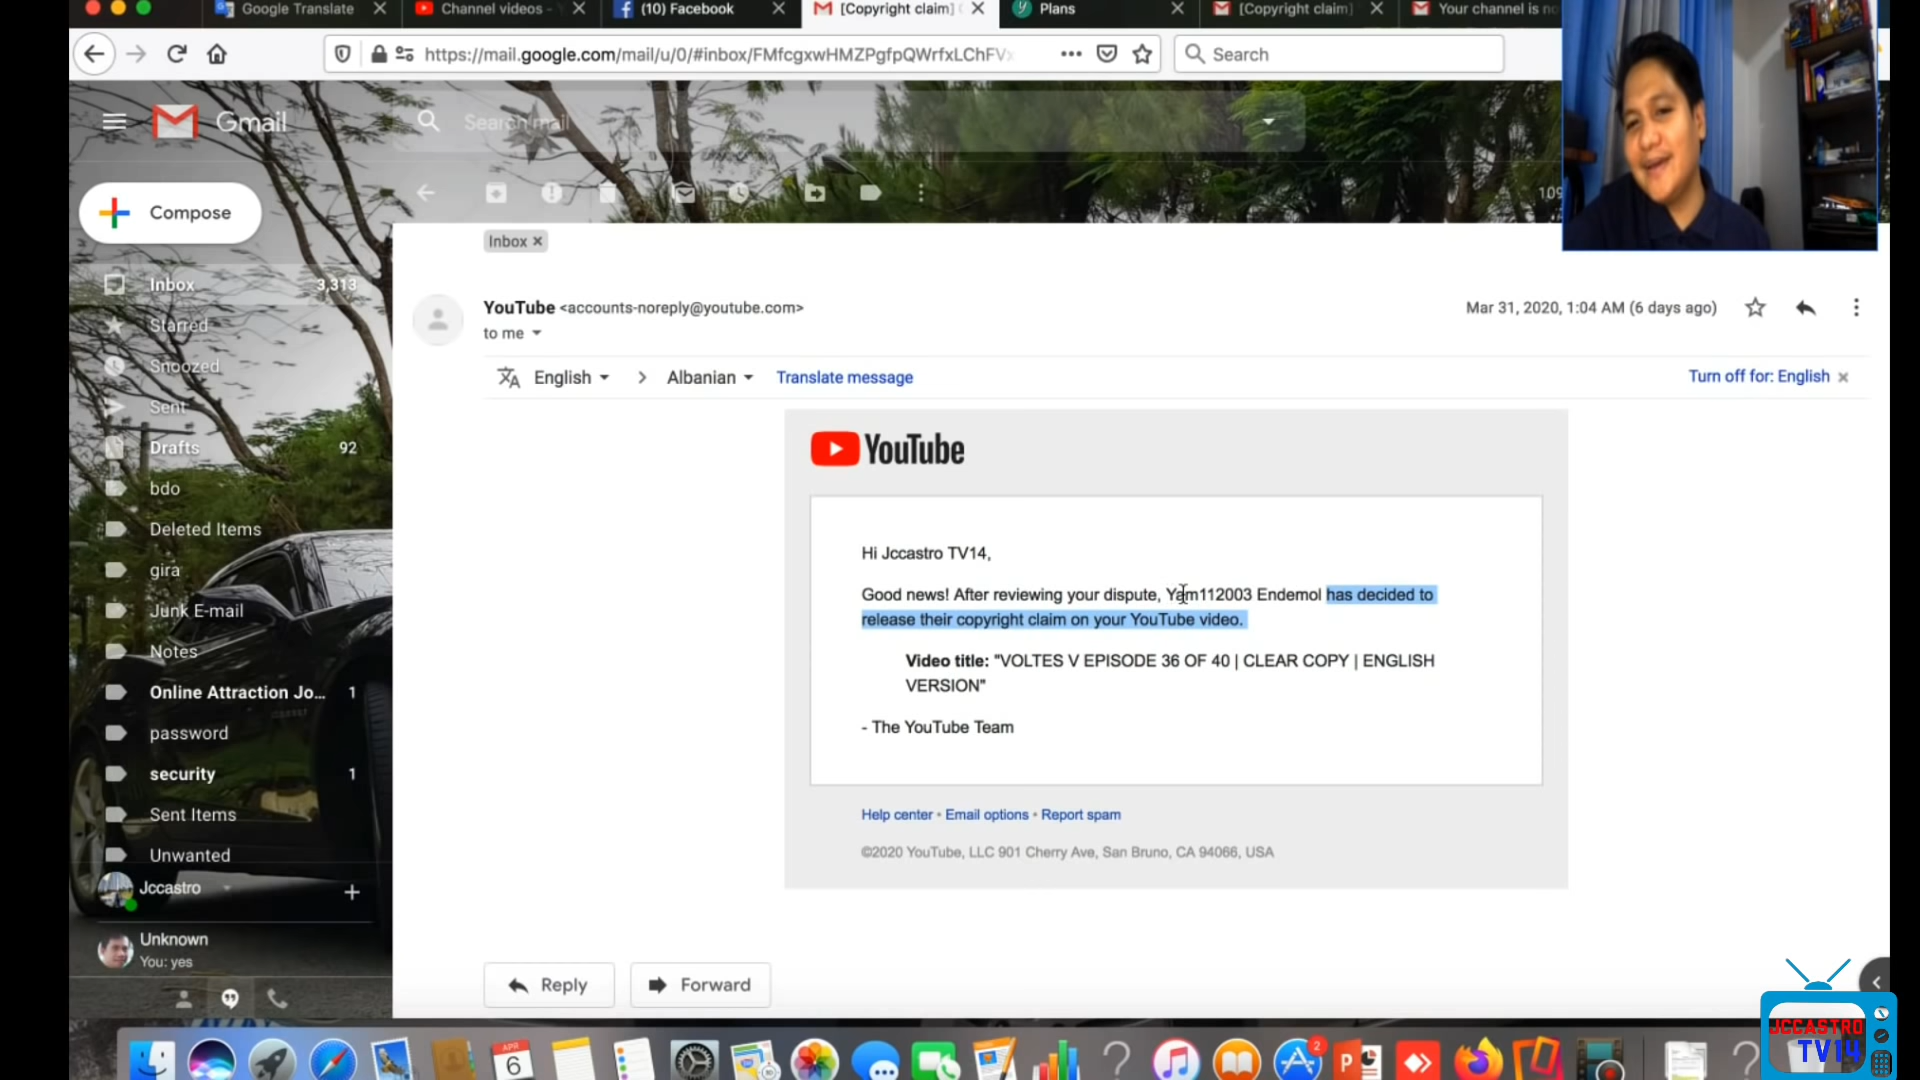 Google Translate
Channel videos -
(10) Facebook
[Copyright claim]
Plans
[Copyright claim]
Your channel is no
https://mail.google.com/mail/u/0/#inbox/FMfcgxwHMZPgfpQWrfxLChFV
Search
Gmail
Search mail
109
Compose
Inbox
3,313
Starred
Snoozed
Sent
Drafts
92
bdo
Deleted Items
gira
Junk E-mail
Notes
Online Attraction Jo...
1
password
security
1
Sent Items
Unwanted
Jccastro
Unknown
You: yes
Inbox
YouTube <accounts-noreply@youtube.com>
Mar 31, 2020, 1:04 AM (6 days ago)
to me
English
Albanian
Translate message
Turn off for: English
YouTube
Hi Jccastro TV14,
Good news! After reviewing your dispute, Yam112003 Endemol has decided to
release their copyright claim on your YouTube video.
Video title: "VOLTES V EPISODE 36 OF 40 | CLEAR COPY | ENGLISH
VERSION"
- The YouTube Team
Help center • Email options • Report spam
©2020 YouTube, LLC 901 Cherry Ave, San Bruno, CA 94066, USA
Reply
Forward
APR
6
2
JCCASTRO
TV14